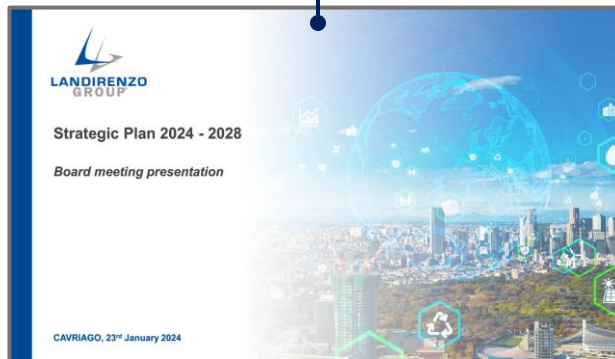 LANDIRENZO
GROUP
Strategic Plan 2024 - 2028
Board meeting presentation
CAVRIAGO, 23rd January 2024